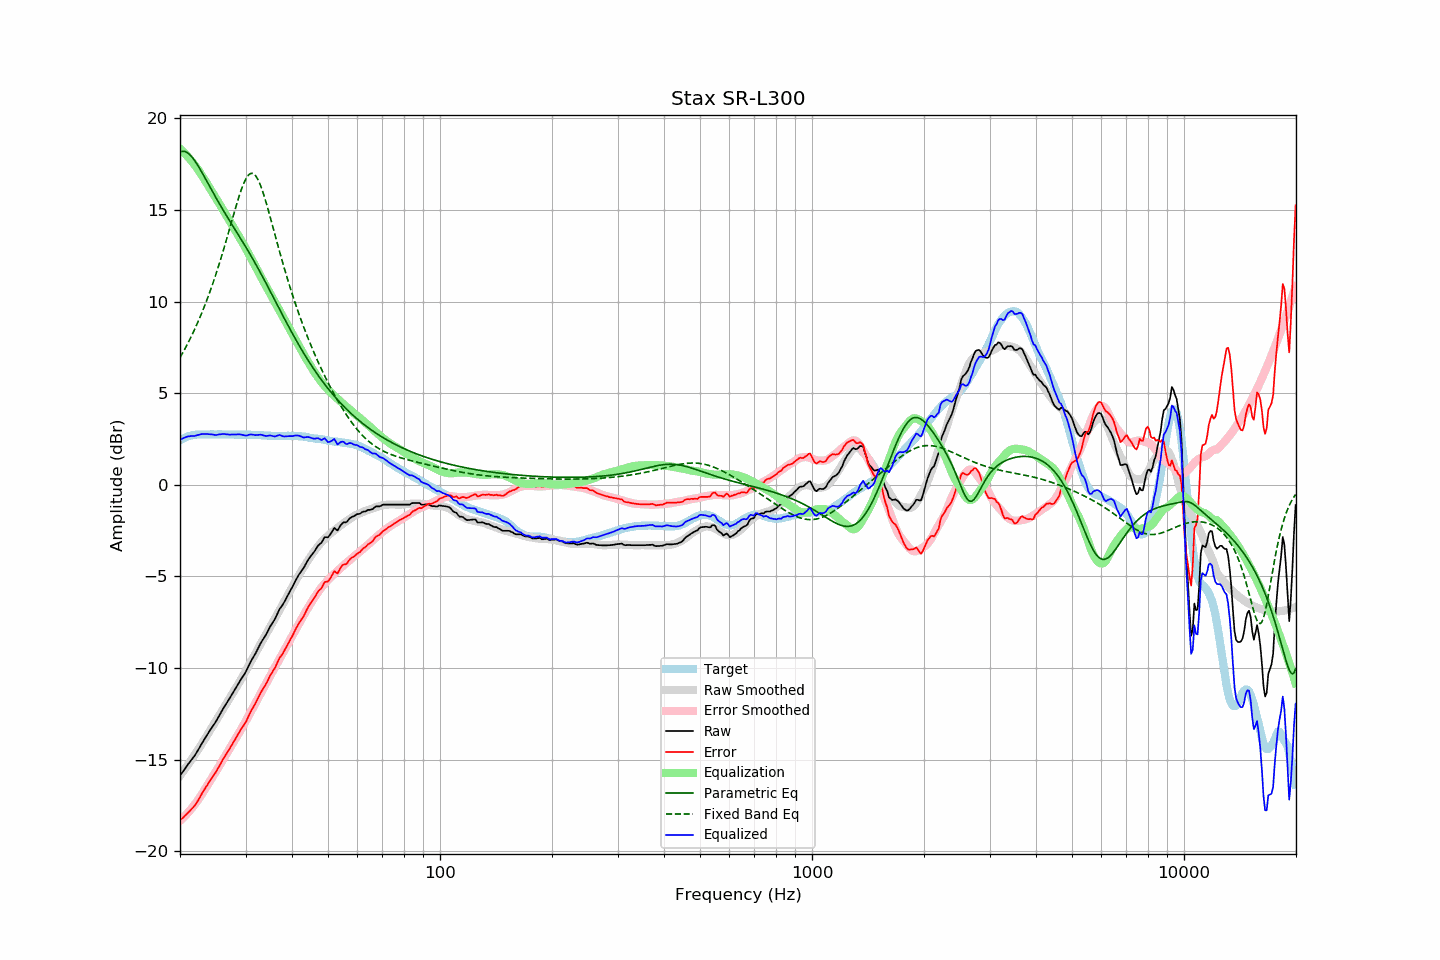 Stax SR-L300
20
15
10
5
0
−5
−10
−15
−20
Amplitude (dBr)
Target
Raw Smoothed
Error Smoothed
Raw
Error
Equalization
Parametric Eq
Fixed Band Eq
Equalized
100 1000 10000
Frequency (Hz)